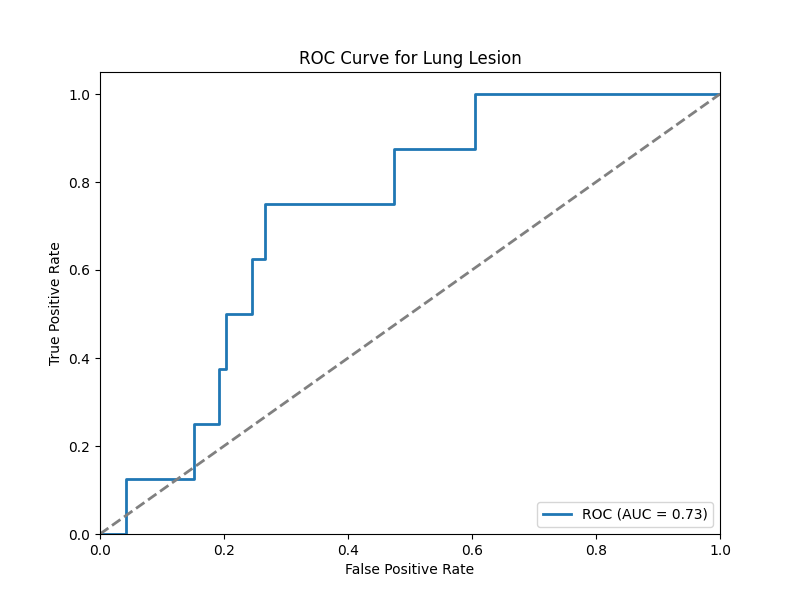 ROC Curve for Lung Lesion
True Positive Rate
1.0
0.8
0.6
0.4
0.2
0.0
0.0 0.2 0.4 0.6 0.8 1.0
False Positive Rate
ROC (AUC = 0.73)